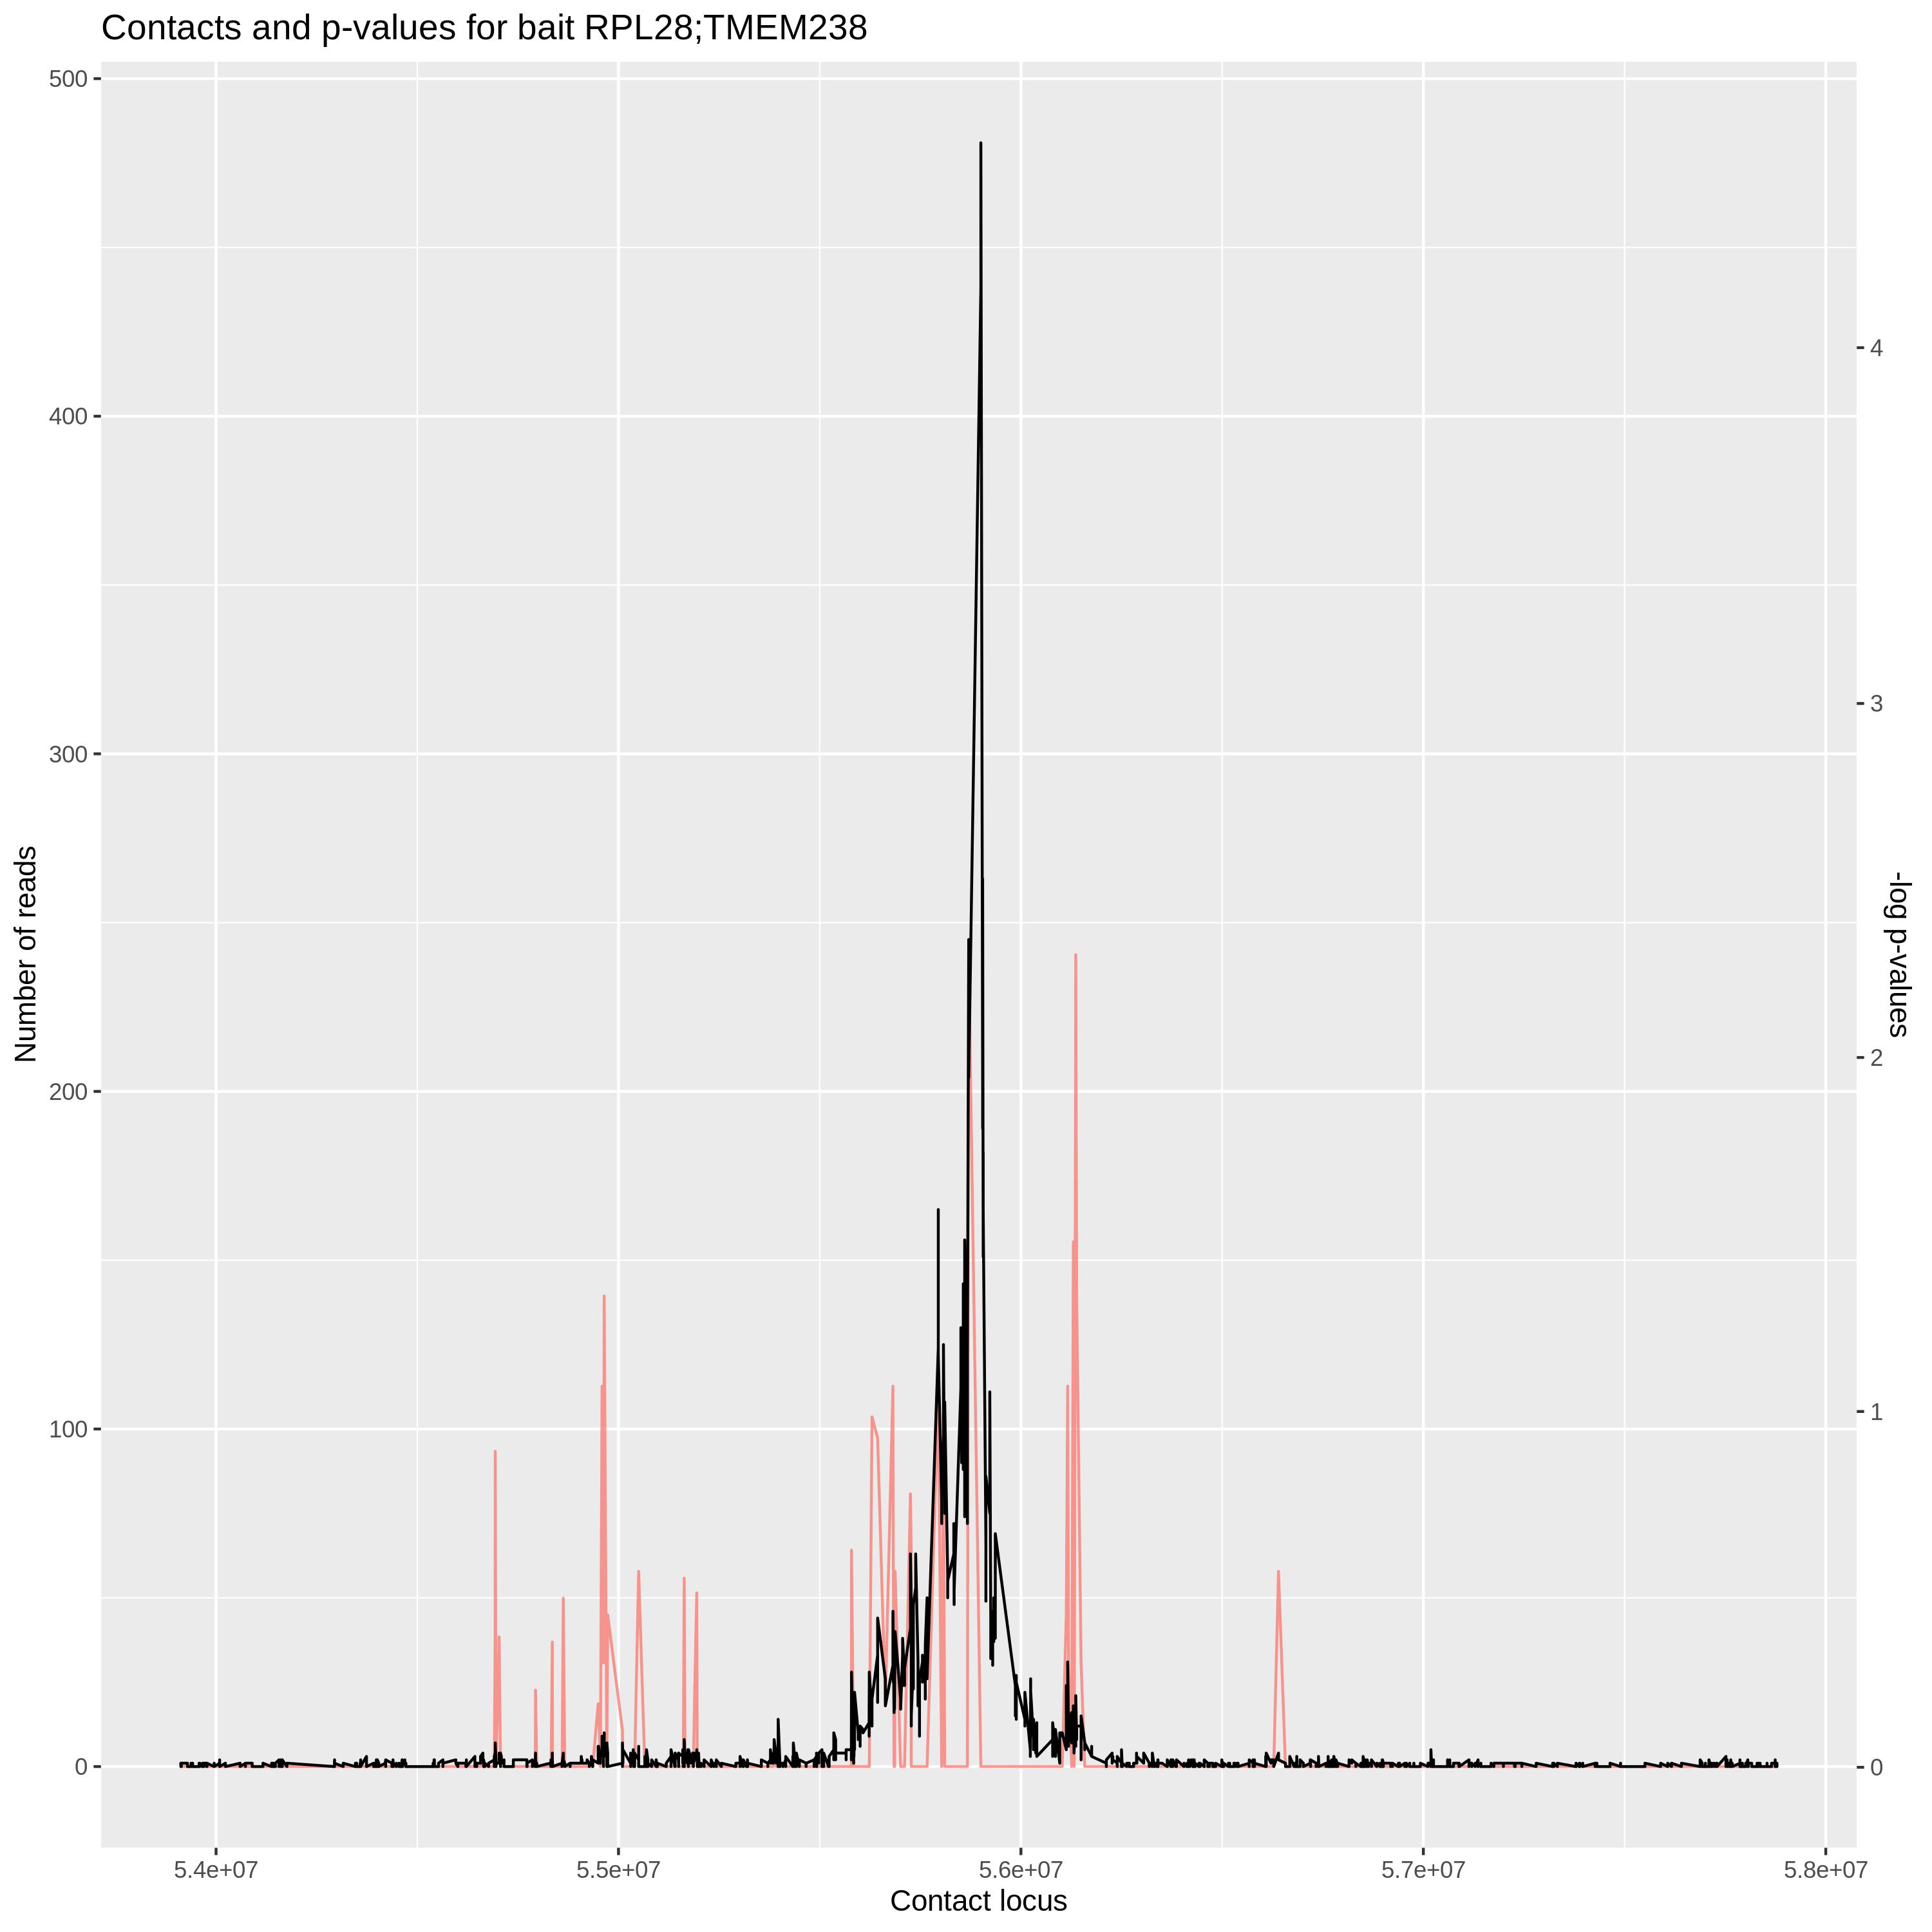 Contacts and p-values for bait RPL28;TMEM238
500
400
300
200
100
0
Number of reads
4
3
2
1
0
-log p-values
5.4e+07 5.5e+07 5.6e+07 5.7e+07 5.8e+07
Contact locus